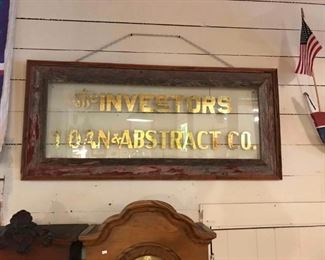 The INVESTORS
LOAN & ABSTRACT CO.